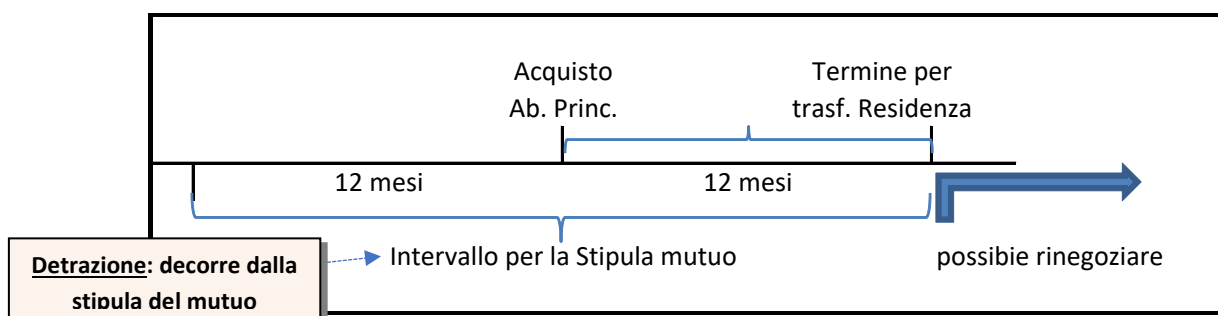 Acquisto
Ab. Princ.
Termine per
trasf. Residenza
12 mesi
12 mesi
Intervallo per la Stipula mutuo
possibie rinegoziare
Detrazione: decorre dalla
stipula del mutuo